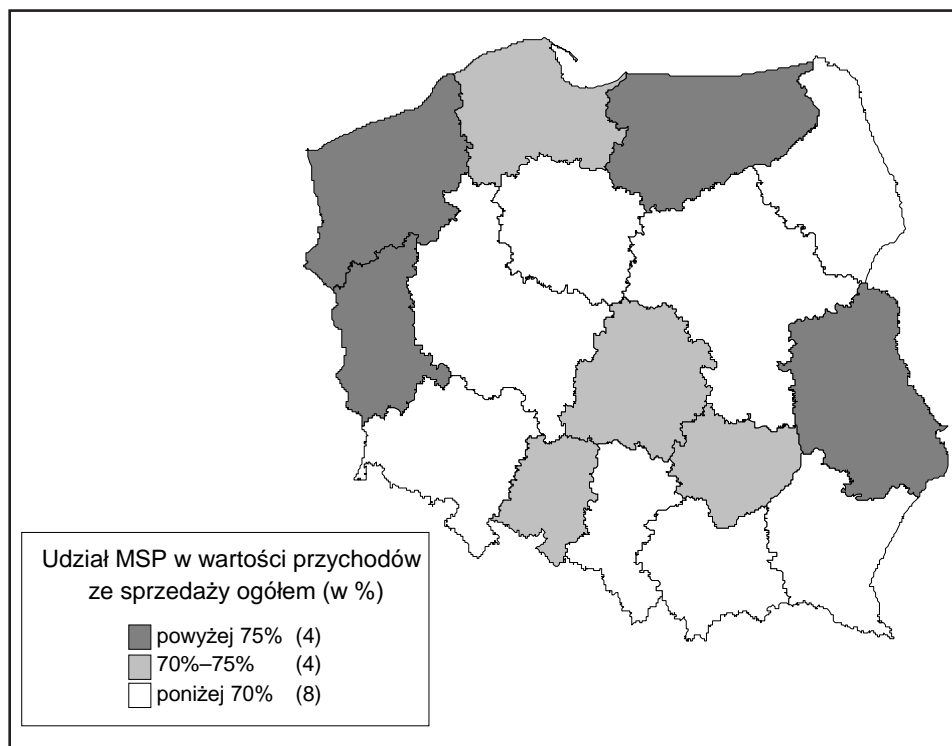 Udział MSP w wartości przychodów
ze sprzedaży ogółem (w %)
powyżej 75% (4)
70%–75% (4)
poniżej 70% (8)